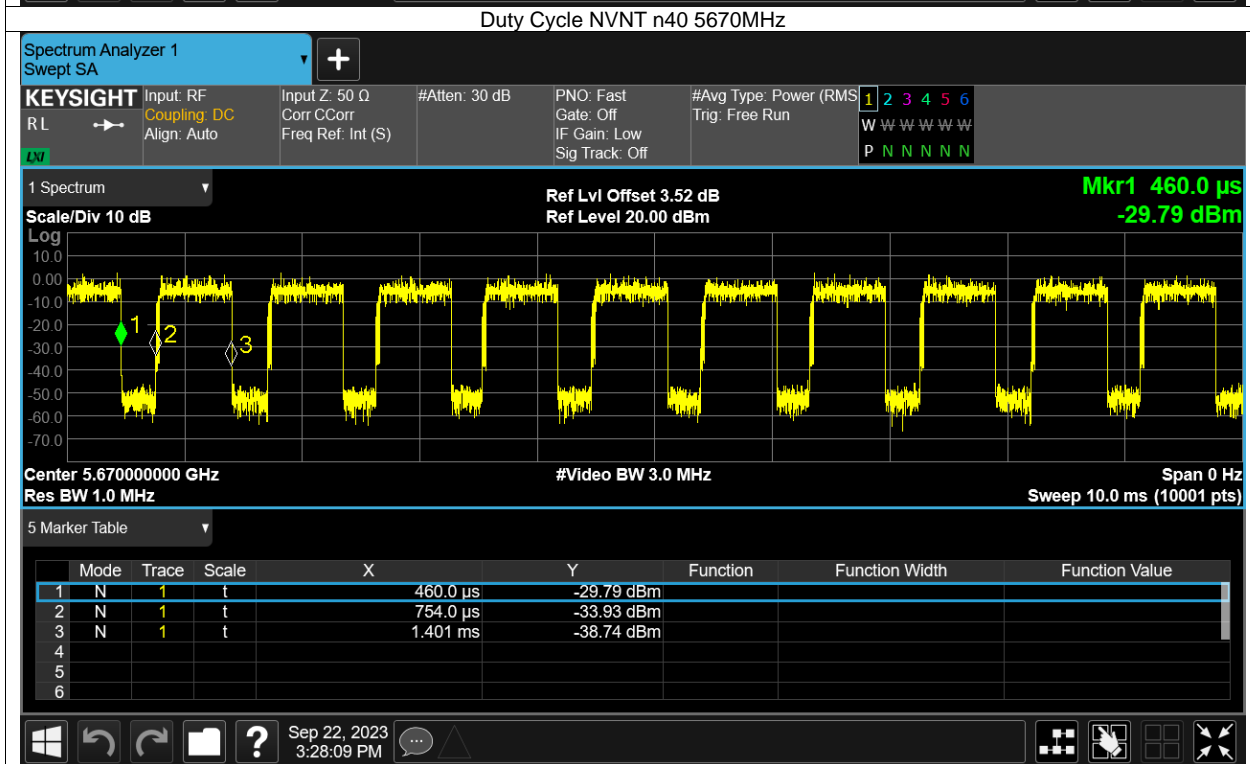 Duty Cycle NVNT n40 5670MHz
Spectrum Analyzer 1
Swept SA
+
KEYSIGHT Input: RF Input Z: 50 Ω #Atten: 30 dB PNO: Fast #Avg Type: Power (RMS 1 2 3 4 5 6
RL Coupling: DC Corr CCorr Gate: Off Trig: Free Run W W W W W W
Align: Auto Freq Ref: Int (S) IF Gain: Low
LXI Sig Track: Off P N N N N N
1 Spectrum Ref Lvl Offset 3.52 dB Mkr1 460.0 µs
Scale/Div 10 dB Ref Level 20.00 dBm -29.79 dBm
Log
10.0
0.00
-10.0
-20.0
-30.0
-40.0
-50.0
-60.0
-70.0
1
2
3
Center 5.670000000 GHz #Video BW 3.0 MHz Span 0 Hz
Res BW 1.0 MHz Sweep 10.0 ms (10001 pts)
5 Marker Table
Mode Trace Scale X Y Function Function Width Function Value
1 N 1 t 460.0 µs -29.79 dBm
2 N 1 t 754.0 µs -33.93 dBm
3 N 1 t 1.401 ms -38.74 dBm
4
5
6
? Sep 22, 2023
3:28:09 PM